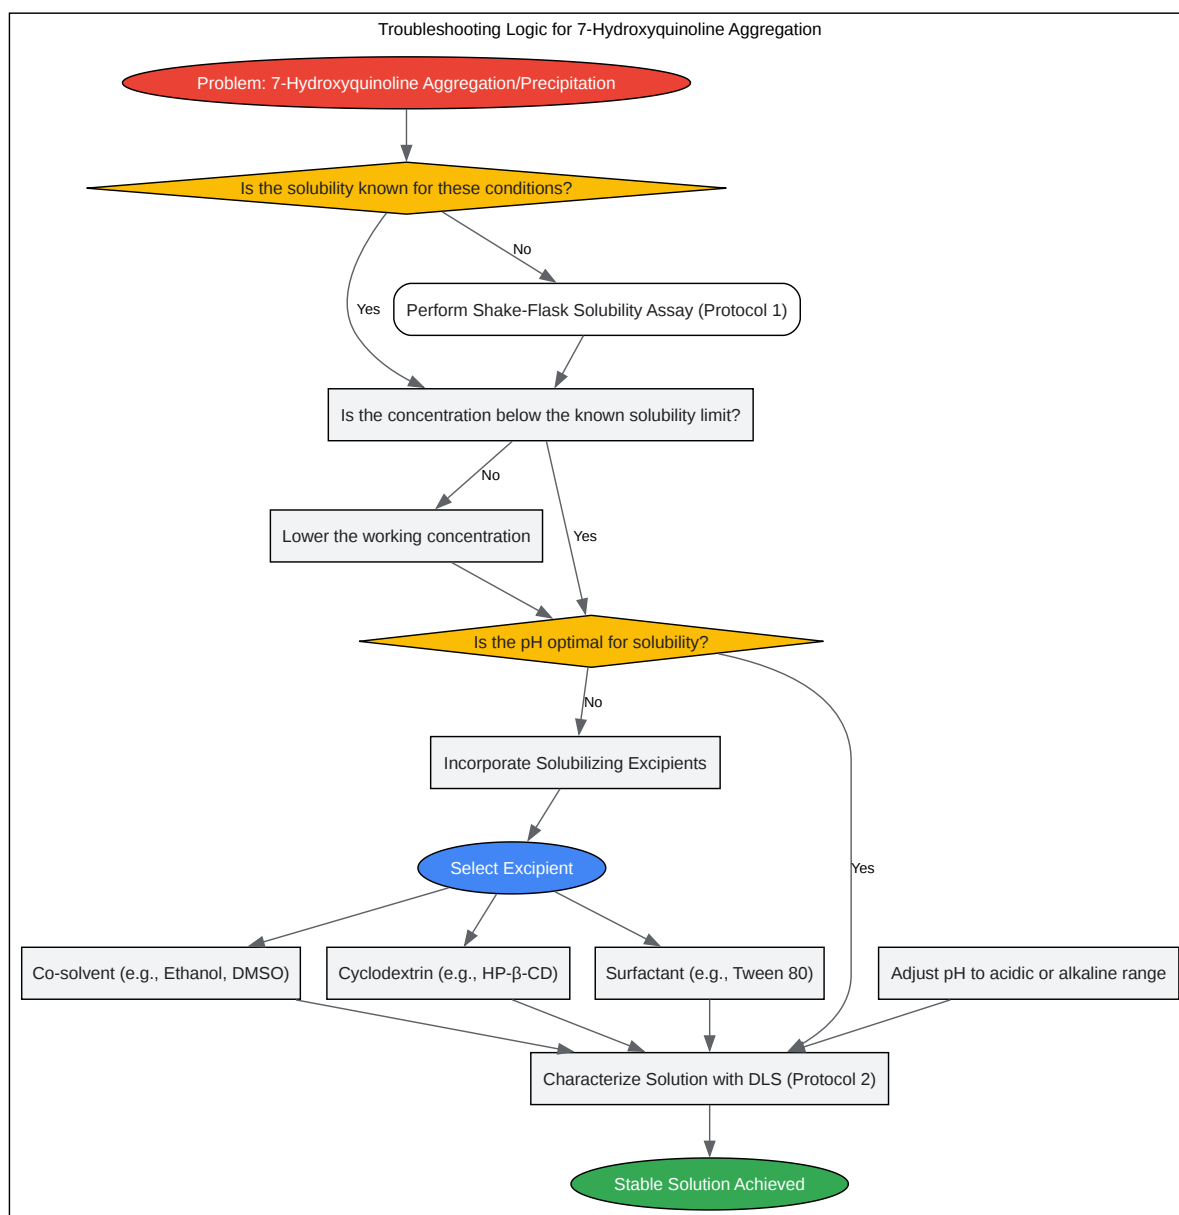 Troubleshooting Logic for 7-Hydroxyquinoline Aggregation
Problem: 7-Hydroxyquinoline Aggregation/Precipitation
Is the solubility known for these conditions?
No
Yes
Perform Shake-Flask Solubility Assay (Protocol 1)
Is the concentration below the known solubility limit?
No
Lower the working concentration
Yes
Is the pH optimal for solubility?
No
Incorporate Solubilizing Excipients
Select Excipient
Yes
Co-solvent (e.g., Ethanol, DMSO)
Cyclodextrin (e.g., HP-β-CD)
Surfactant (e.g., Tween 80)
Adjust pH to acidic or alkaline range
Characterize Solution with DLS (Protocol 2)
Stable Solution Achieved